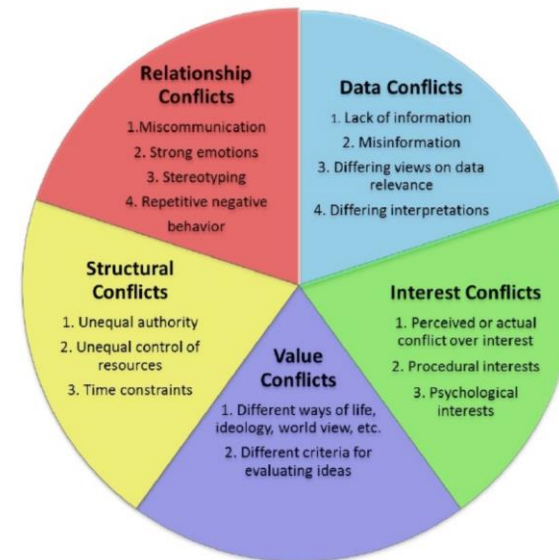 Relationship
Conflicts
1.Miscommunication
2. Strong emotions
3. Stereotyping
4. Repetitive negative
behavior
Data Conflicts
1. Lack of information
2. Misinformation
3. Differing views on data
relevance
4. Differing interpretations
Structural
Conflicts
1. Unequal authority
2. Unequal control of
resources
3. Time constraints
Interest Conflicts
1. Perceived or actual
conflict over interest
2. Procedural interests
3. Psychological
interests
Value
Conflicts
1. Different ways of life,
ideology, world view, etc.
2. Different criteria for
evaluating ideas